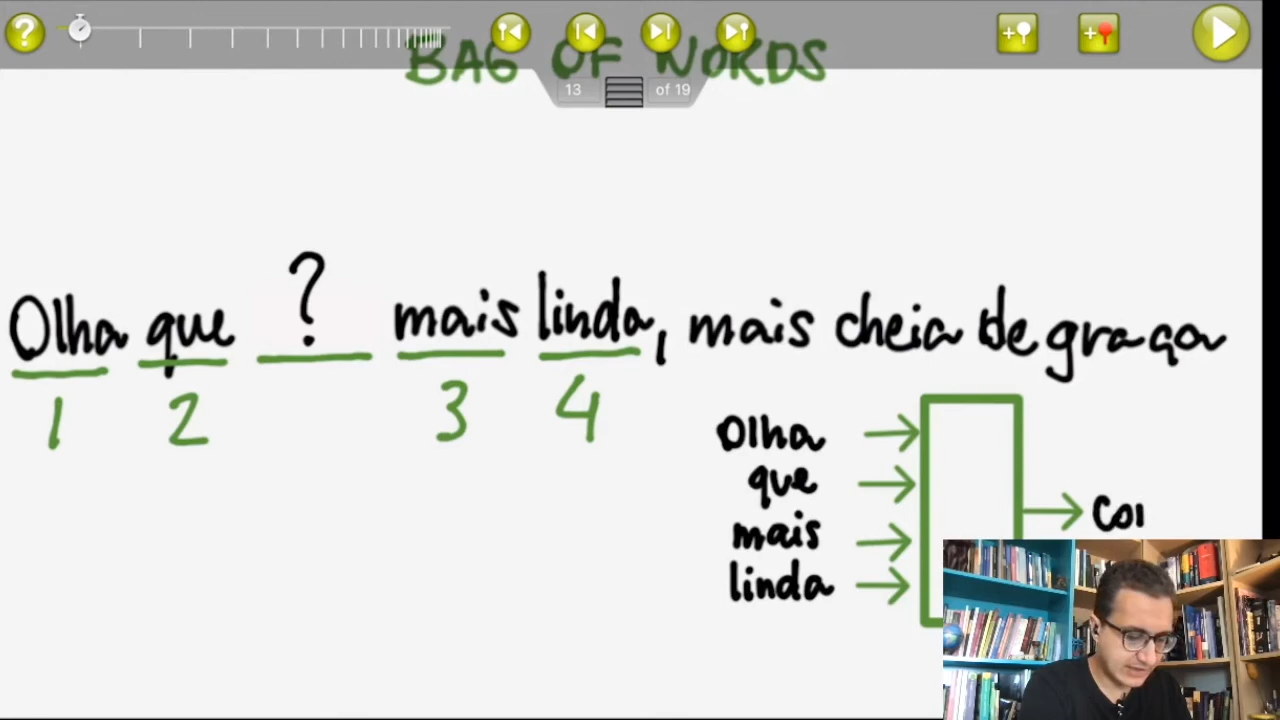 BAG OF WORDS
13 of 19
Olha que ? mais linda, mais cheia de graça
1 2 3 4
olha
que
mais
linda
coi